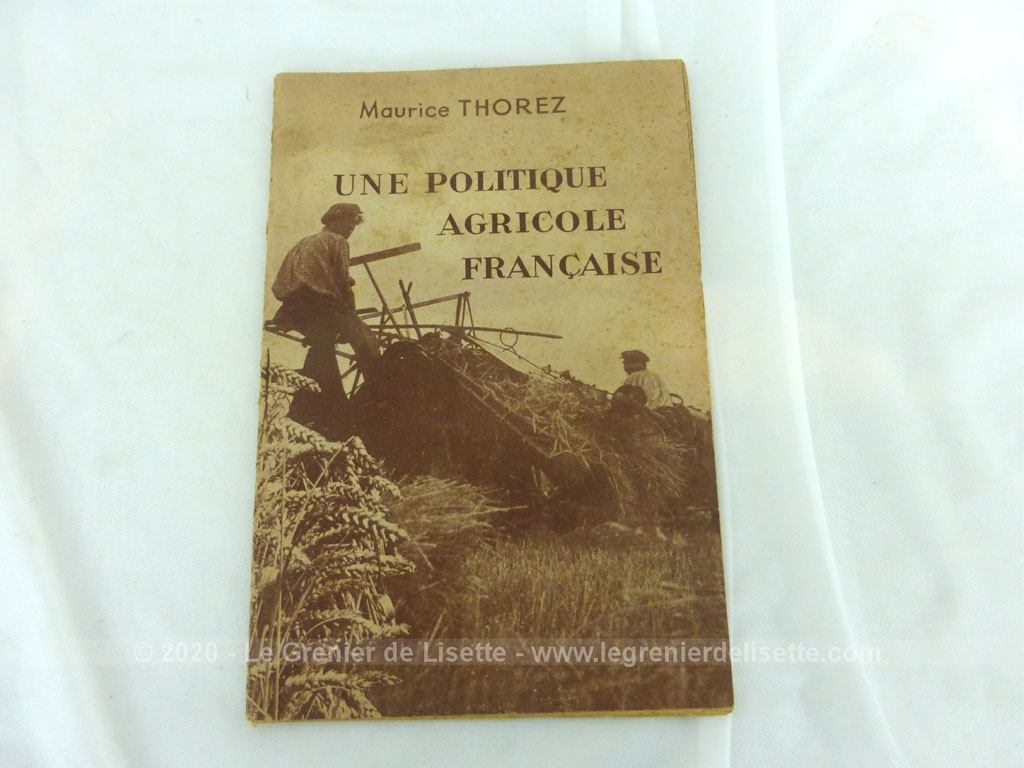 Maurice THOREZ
UNE POLITIQUE
AGRICOLE
FRANÇAISE
© 2020 - Le Grenier de Lisette - www.legrenierdelisette.com